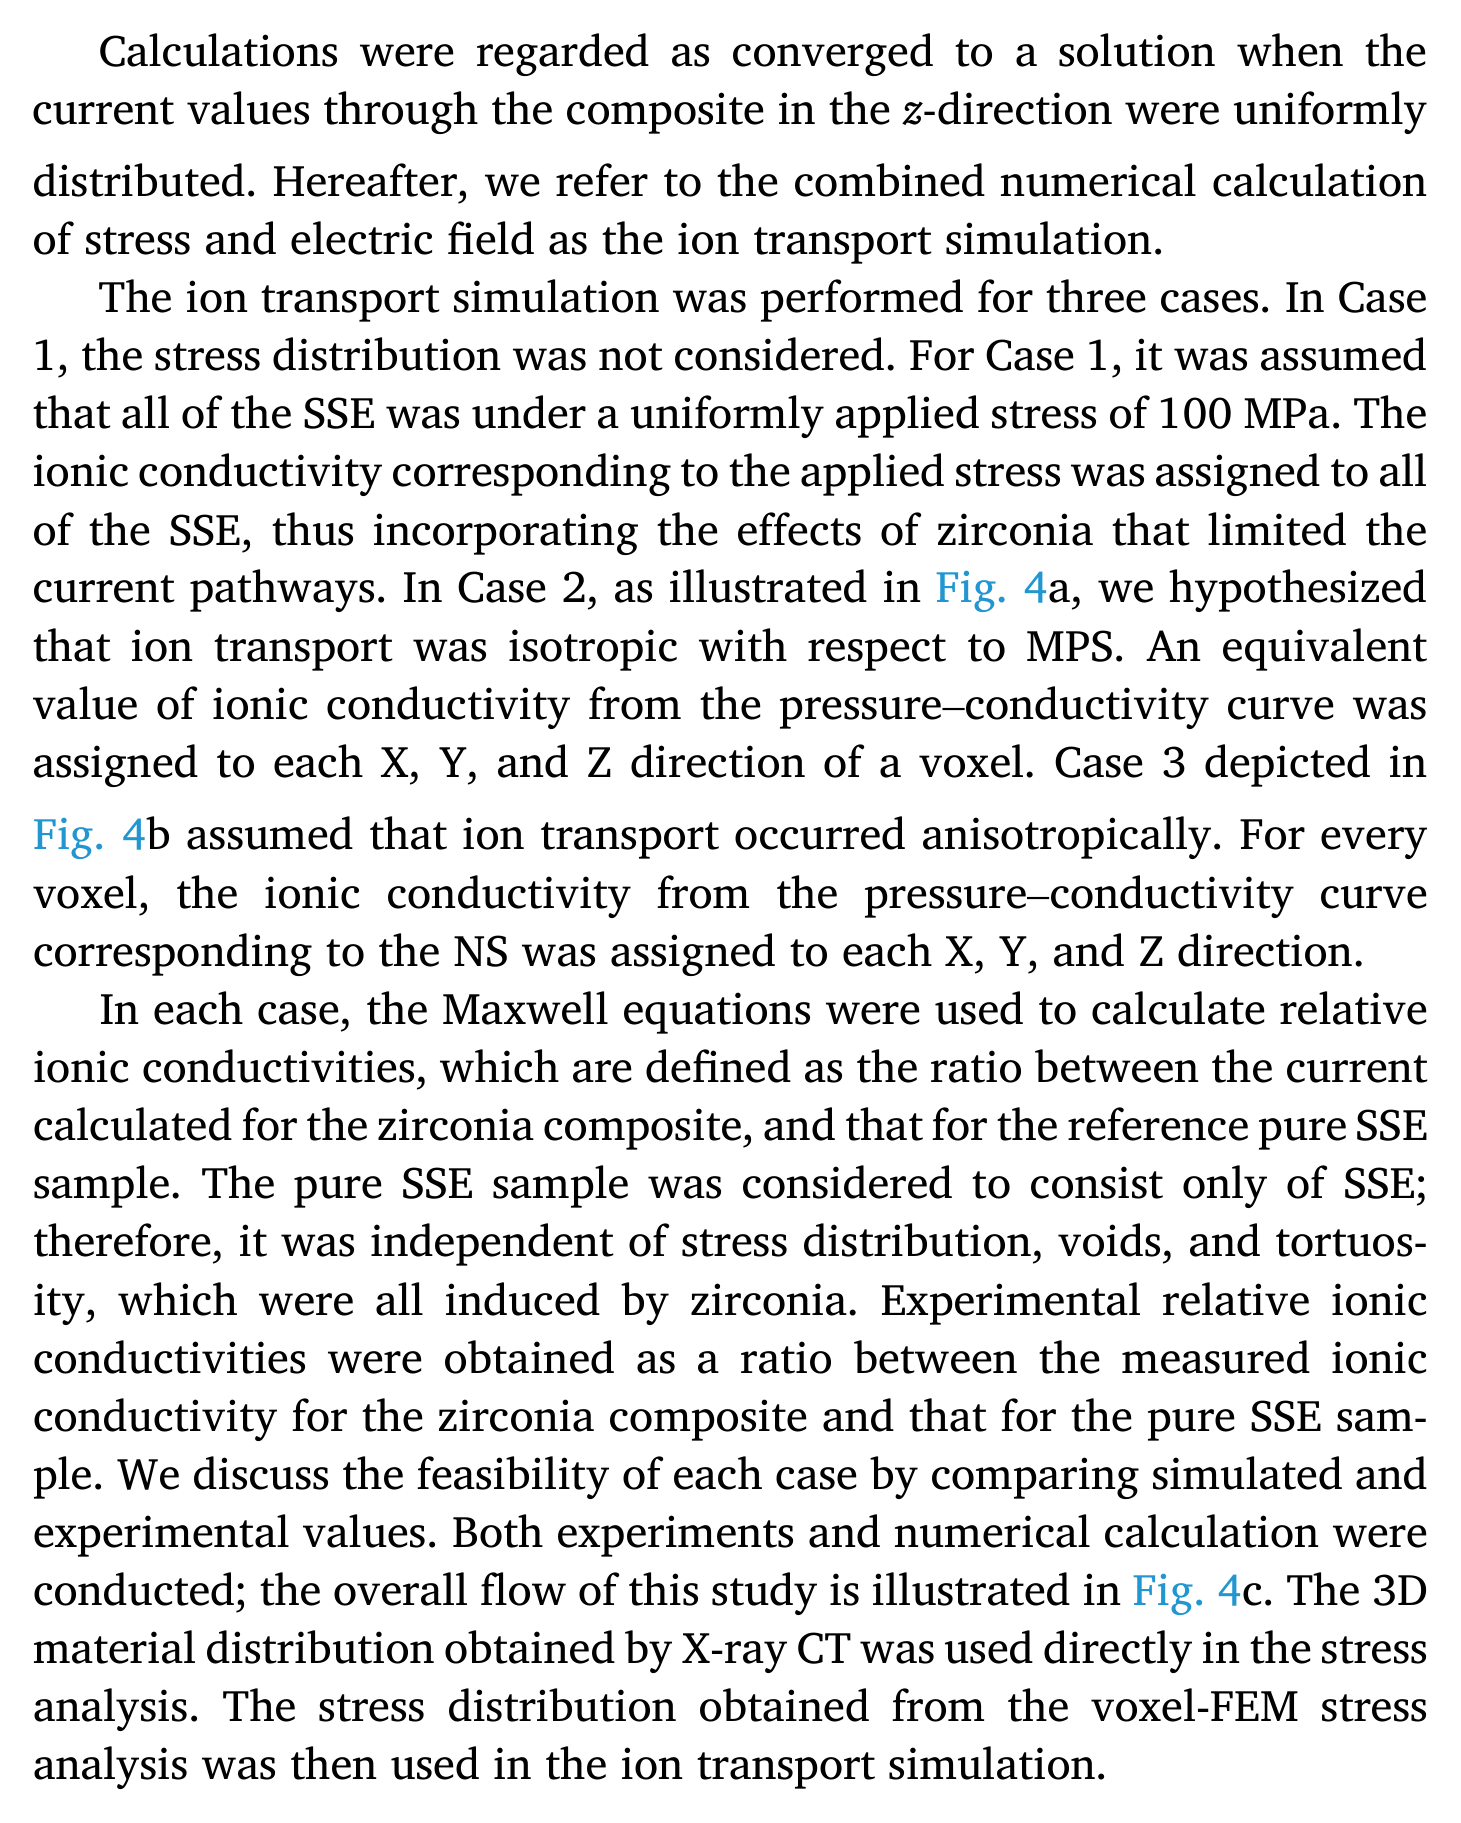 Calculations were regarded as converged to a solution when the
current values through the composite in the z-direction were uniformly
distributed. Hereafter, we refer to the combined numerical calculation
of stress and electric field as the ion transport simulation.
The ion transport simulation was performed for three cases. In Case
1, the stress distribution was not considered. For Case 1, it was assumed
that all of the SSE was under a uniformly applied stress of 100 MPa. The
ionic conductivity corresponding to the applied stress was assigned to all
of the SSE, thus incorporating the effects of zirconia that limited the
current pathways. In Case 2, as illustrated in Fig. 4a, we hypothesized
that ion transport was isotropic with respect to MPS. An equivalent
value of ionic conductivity from the pressure–conductivity curve was
assigned to each X, Y, and Z direction of a voxel. Case 3 depicted in
Fig. 4b assumed that ion transport occurred anisotropically. For every
voxel, the ionic conductivity from the pressure–conductivity curve
corresponding to the NS was assigned to each X, Y, and Z direction.
In each case, the Maxwell equations were used to calculate relative
ionic conductivities, which are defined as the ratio between the current
calculated for the zirconia composite, and that for the reference pure SSE
sample. The pure SSE sample was considered to consist only of SSE;
therefore, it was independent of stress distribution, voids, and tortuos-
ity, which were all induced by zirconia. Experimental relative ionic
conductivities were obtained as a ratio between the measured ionic
conductivity for the zirconia composite and that for the pure SSE sam-
ple. We discuss the feasibility of each case by comparing simulated and
experimental values. Both experiments and numerical calculation were
conducted; the overall flow of this study is illustrated in Fig. 4c. The 3D
material distribution obtained by X-ray CT was used directly in the stress
analysis. The stress distribution obtained from the voxel-FEM stress
analysis was then used in the ion transport simulation.